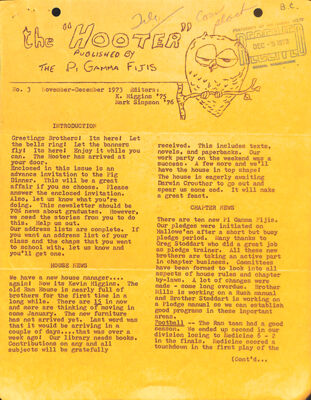 B.C.
the "HOOTER"
PUBLISHED BY
THE PI GAMMA FIJIS
DEC - 5 1973
No. 3 November-December 1973 Editors:
K. Higgins '75
Mark Simpson '76
INTRODUCTION
Greetings Brothers! Its here! Let
the bells ring! Let the banners
fly! Its here! Enjoy it while you
can. The Hooter has arrived at
your door.
Enclosed in this issue is an
advance invitation to the Pig
Dinner. This will be a great
affair if you so choose. Please
answer the enclosed invitation.
Also, let us know what you're
doing. This newsletter should be
70% news about graduates. However,
we need the stories from you to do
this. Help us out.
Our address lists are complete. If
you want an address list of your
class and the chaps that you went
to school with, let us know and
you'll get one.
HOUSE NEWS
We have a new house manager....
again! Now its Kevin Higgins. The
old Ran House is nearly full of
brothers for the first time in a
long while. There are 13 in now
and more are thinking of moving in
come January. The new furniture
has not arrived yet. Last word was
that it would be arriving in a
couple of days....that was over a
week ago! Our library needs books.
Contributions on any and all
subjects will be gratefully
received. This includes texts,
novels, and paperbacks. Our
work party on the weekend was a
success. A few more and we'll
have the house in top shape!
The house is eagerly awaiting
Darwin Crouther to go out and
spear us some cod. It will make
a great feast.
CHAPTER NEWS
There are ten new Pi Gamma Fijis.
Our pledges were initiated on
Hallowe'en after a short but busy
pledge period. Many thanks to
Greg Stoddart who did a great job
as pledge trainer. All these new
brothers are taking an active part
in chapter business. Committees
have been formed to look into all
aspects of house rules and chapter
by-laws. A lot of changes were
made - some long overdue. Brother
Mills is working on a Rush manual
and Brother Stoddart is working on
a Pledge manual so we can establish
good programs in these important
areas.
Football -- The Ran team had a good
season. We ended up second in our
division losing to Medicine 6 - 2
in the finals. Medicine scored a
touchdown in the first play of the
(Cont'd...